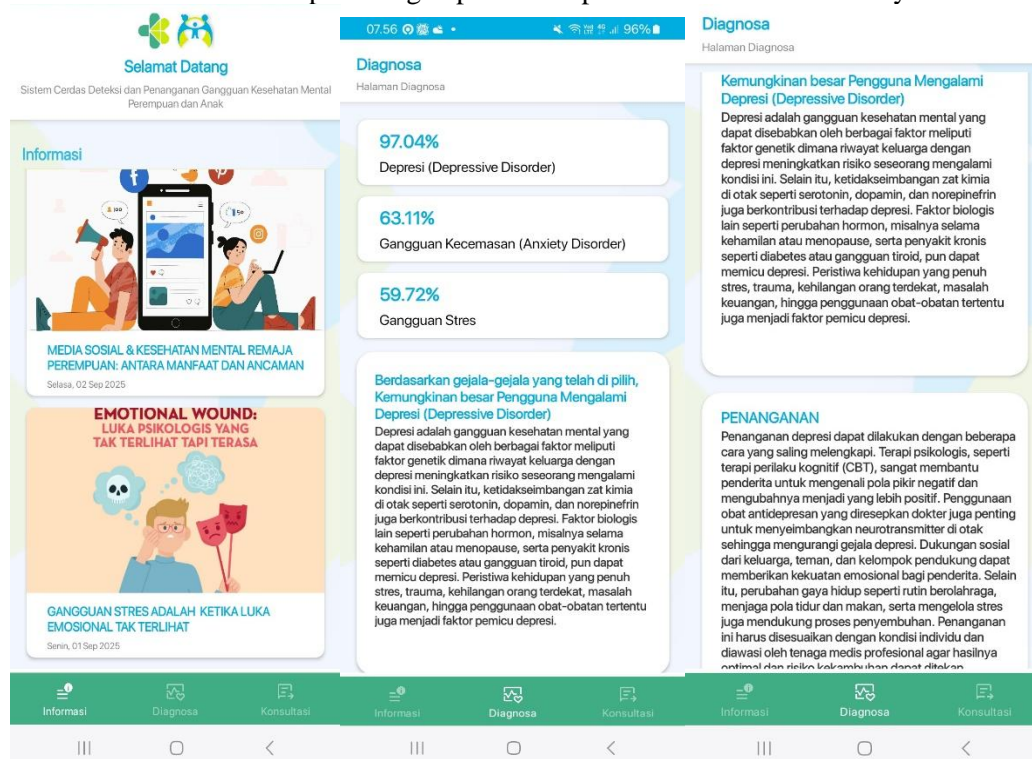 Selamat Datang
Sistem Cerdas Deteksi dan Penanganan Gangguan Kesehatan Mental
Perempuan dan Anak
Informasi
MEDIA SOSIAL & KESEHATAN MENTAL REMAJA
PEREMPUAN: ANTARA MANFAAT DAN ANCAMAN
Selasa, 02 Sep 2025
EMOTIONAL WOUND:
LUKA PSIKOLOGIS YANG
TAK TERLIHAT TAPI TERASA
GANGGUAN STRES ADALAH KETIKA LUKA
EMOSIONAL TAK TERLIHAT
Senin, 01 Sep 2025
Informasi
Diagnosa
Konsultasi
07.56
96%
Diagnosa
Halaman Diagnosa
97.04%
Depresi (Depressive Disorder)
63.11%
Gangguan Kecemasan (Anxiety Disorder)
59.72%
Gangguan Stres
Berdasarkan gejala-gejala yang telah di pilih,
Kemungkinan besar Pengguna Mengalami
Depresi (Depressive Disorder)
Depresi adalah gangguan kesehatan mental yang
dapat disebabkan oleh berbagai faktor meliputi
faktor genetik dimana riwayat keluarga dengan
depresi meningkatkan risiko seseorang mengalami
kondisi ini. Selain itu, ketidakseimbangan zat kimia
di otak seperti serotonin, dopamin, dan norepinefrin
juga berkontribusi terhadap depresi. Faktor biologis
lain seperti perubahan hormon, misalnya selama
kehamilan atau menopause, serta penyakit kronis
seperti diabetes atau gangguan tiroid, pun dapat
memicu depresi. Peristiwa kehidupan yang penuh
stres, trauma, kehilangan orang terdekat, masalah
keuangan, hingga penggunaan obat-obatan tertentu
juga menjadi faktor pemicu depresi.
Informasi
Diagnosa
Konsultasi
Diagnosa
Halaman Diagnosa
Kemungkinan besar Pengguna Mengalami
Depresi (Depressive Disorder)
Depresi adalah gangguan kesehatan mental yang
dapat disebabkan oleh berbagai faktor meliputi
faktor genetik dimana riwayat keluarga dengan
depresi meningkatkan risiko seseorang mengalami
kondisi ini. Selain itu, ketidakseimbangan zat kimia
di otak seperti serotonin, dopamin, dan norepinefrin
juga berkontribusi terhadap depresi. Faktor biologis
lain seperti perubahan hormon, misalnya selama
kehamilan atau menopause, serta penyakit kronis
seperti diabetes atau gangguan tiroid, pun dapat
memicu depresi. Peristiwa kehidupan yang penuh
stres, trauma, kehilangan orang terdekat, masalah
keuangan, hingga penggunaan obat-obatan tertentu
juga menjadi faktor pemicu depresi.
PENANGANAN
Penanganan depresi dapat dilakukan dengan beberapa
cara yang saling melengkapi. Terapi psikologis, seperti
terapi perilaku kognitif (CBT), sangat membantu
penderita untuk mengenali pola pikir negatif dan
mengubahnya menjadi yang lebih positif. Penggunaan
obat antidepresan yang diresepkan dokter juga penting
untuk menyeimbangkan neurotransmitter di otak
sehingga mengurangi gejala depresi. Dukungan sosial
dari keluarga, teman, dan kelompok pendukung dapat
memberikan kekuatan emosional bagi penderita. Selain
itu, perubahan gaya hidup seperti rutin berolahraga,
menjaga pola tidur dan makan, serta mengelola stres
juga mendukung proses penyembuhan. Penanganan
ini harus disesuaikan dengan kondisi individu dan
diawasi oleh tenaga medis profesional agar hasilnya
optimal dan risiko kekambuhan dapat ditekan
Informasi
Diagnosa
Konsultasi